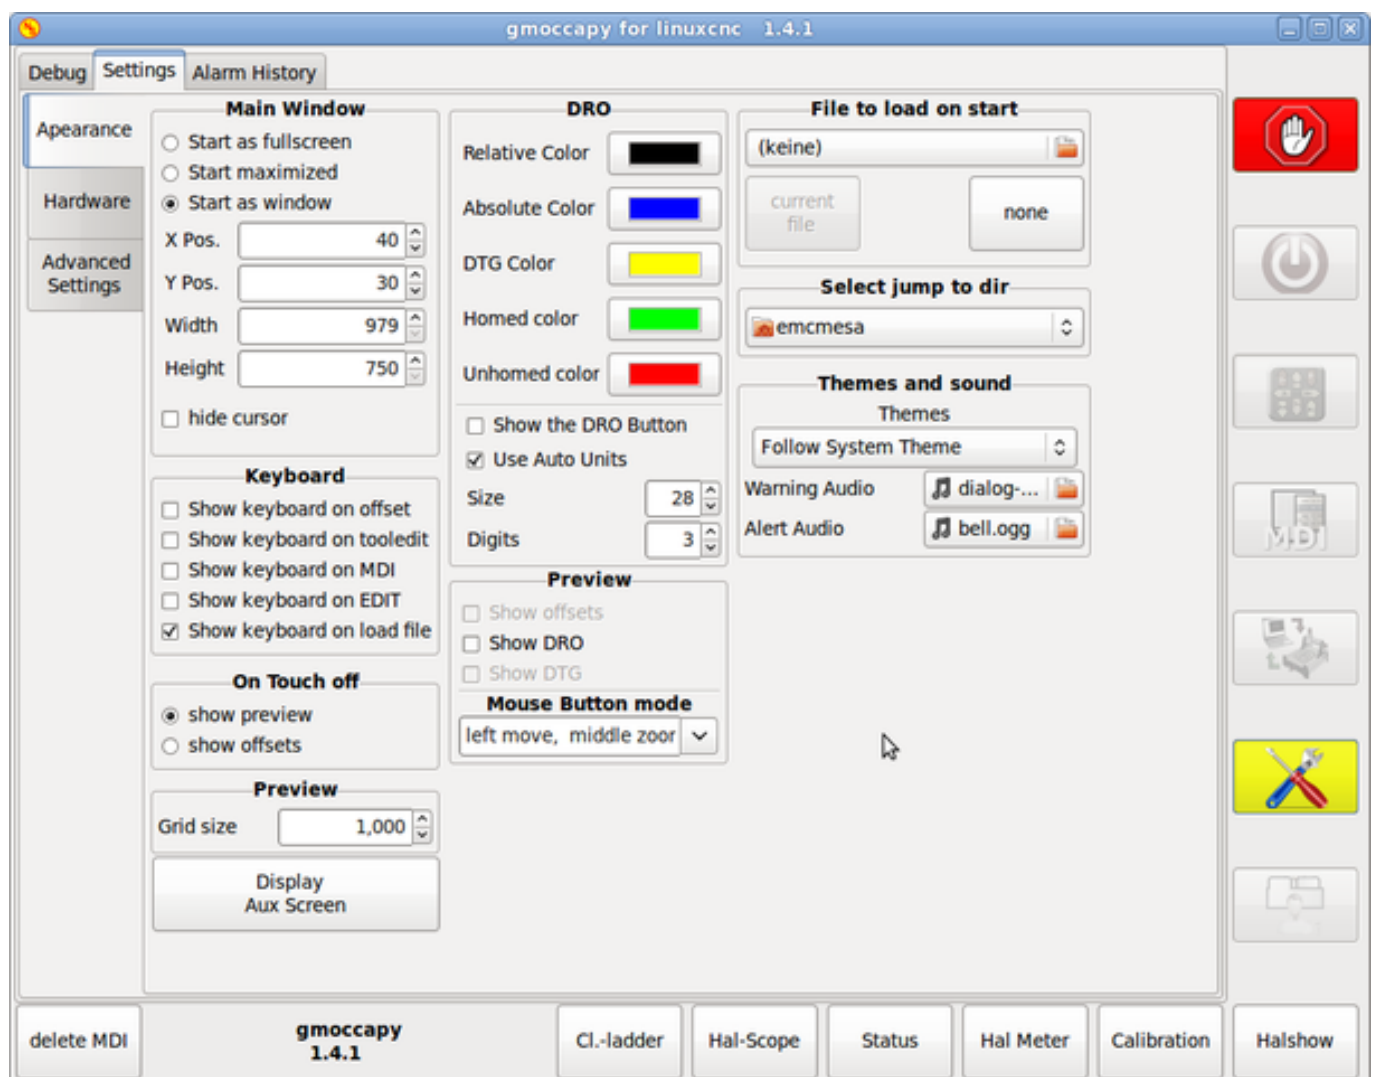 gmoccapy for linuxcnc 1.4.1
Debug Settings Alarm History
Apearance
Hardware
Advanced
Settings
Main Window
Start as fullscreen
Start maximized
Start as window
X Pos. 40
Y Pos. 30
Width 979
Height 750
hide cursor
Keyboard
Show keyboard on offset
Show keyboard on tooledit
Show keyboard on MDI
Show keyboard on EDIT
Show keyboard on load file
On Touch off
show preview
show offsets
Preview
Grid size 1,000
Display
Aux Screen
DRO
Relative Color
Absolute Color
DTG Color
Homed color
Unhomed color
Show the DRO Button
Use Auto Units
Size 28
Digits 3
Preview
Show offsets
Show DRO
Show DTG
Mouse Button mode
left move, middle zoor
File to load on start
(keine)
current
file
none
Select jump to dir
emcmesa
Themes and sound
Themes
Follow System Theme
Warning Audio dialog-...
Alert Audio bell.ogg
MDI
delete MDI
gmoccapy
1.4.1
Cl.-ladder
Hal-Scope
Status
Hal Meter
Calibration
Halshow